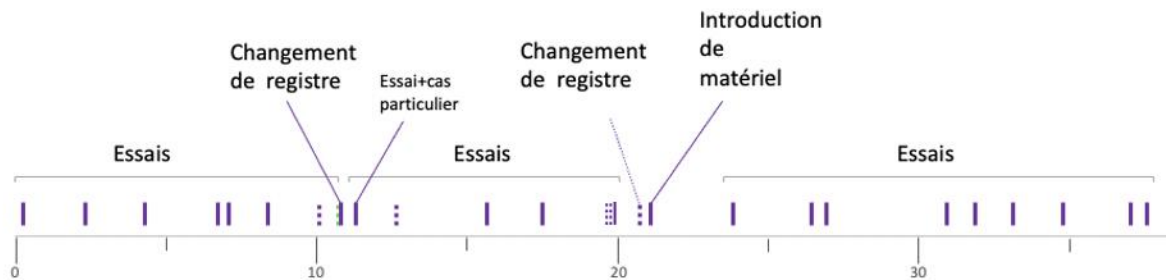 Introduction
de
matériel
Changement
de registre
Changement
de registre
Essai+cas
particulier
Essais
Essais
Essais
0
10
20
30